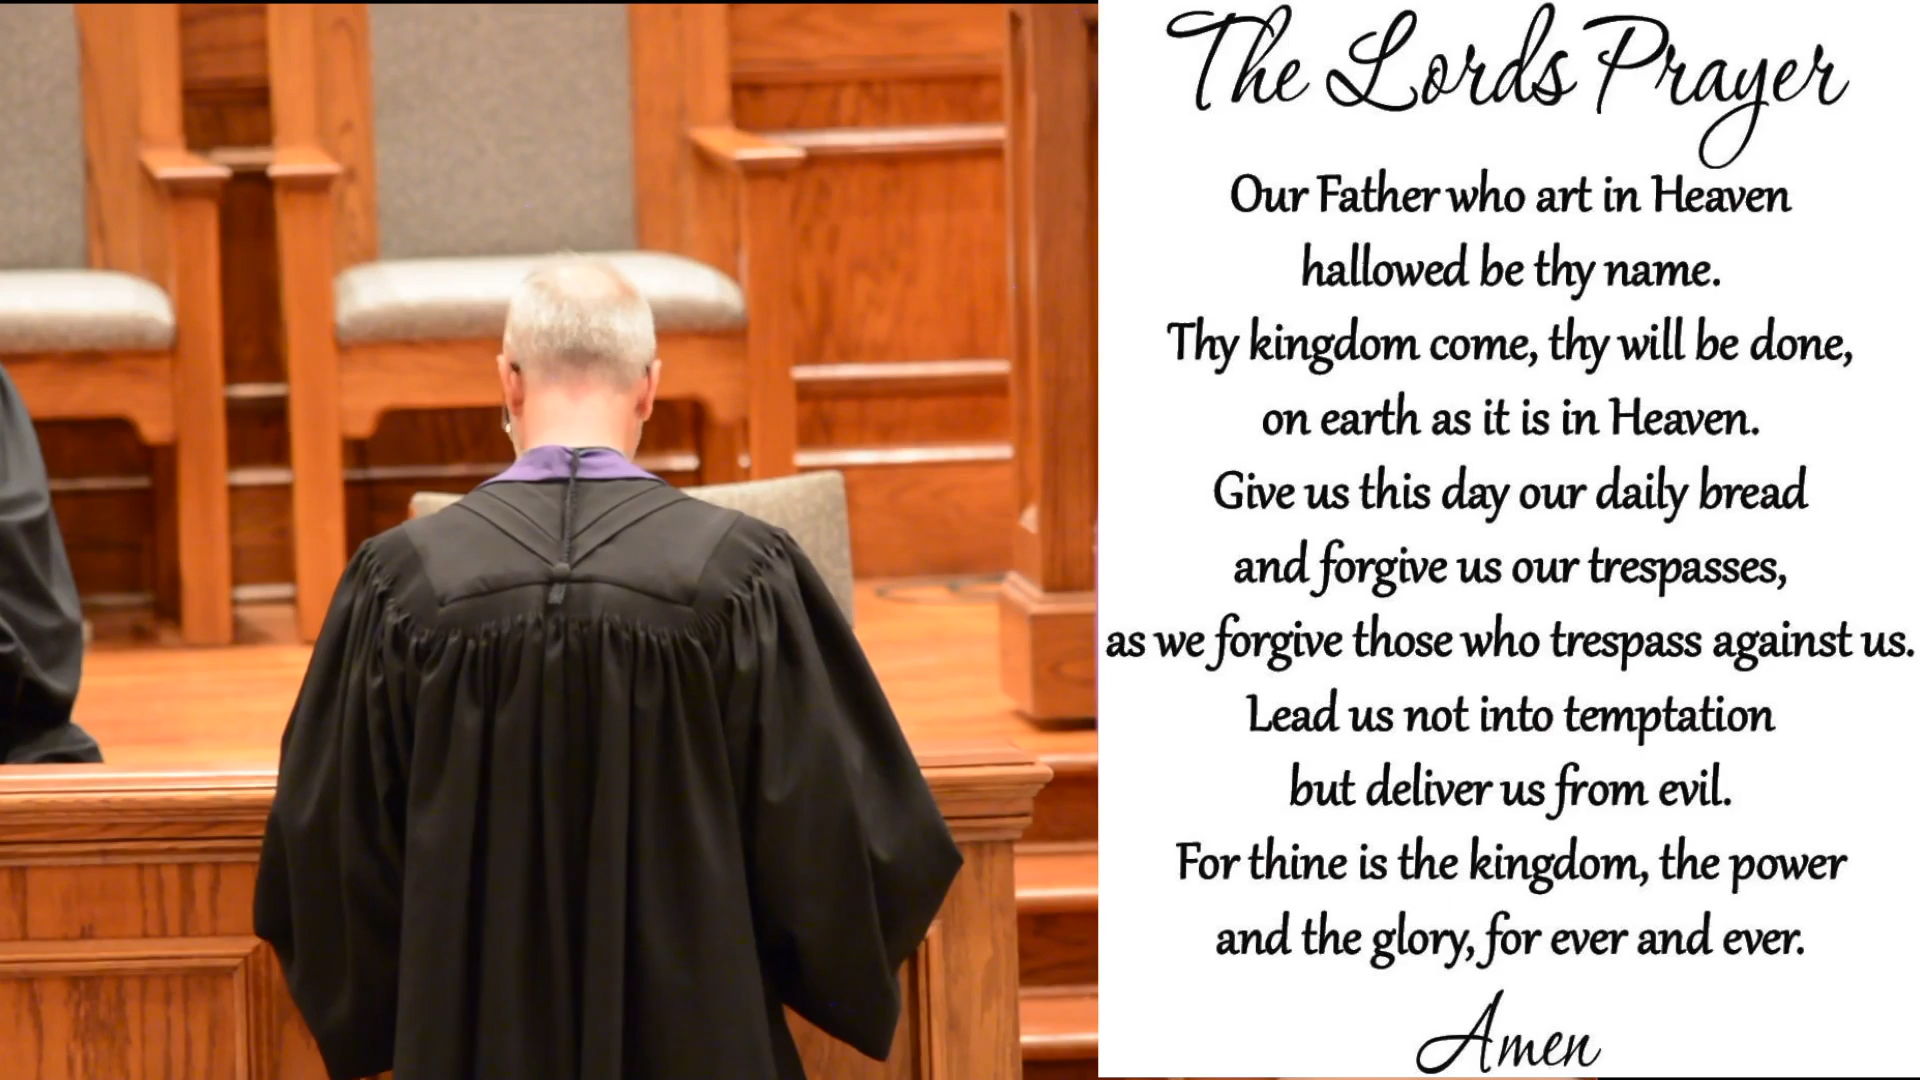 The Lords Prayer
Our Father who art in Heaven
hallowed be thy name.
Thy kingdom come, thy will be done,
on earth as it is in Heaven.
Give us this day our daily bread
and forgive us our trespasses,
as we forgive those who trespass against us.
Lead us not into temptation
but deliver us from evil.
For thine is the kingdom, the power
and the glory, for ever and ever.
Amen